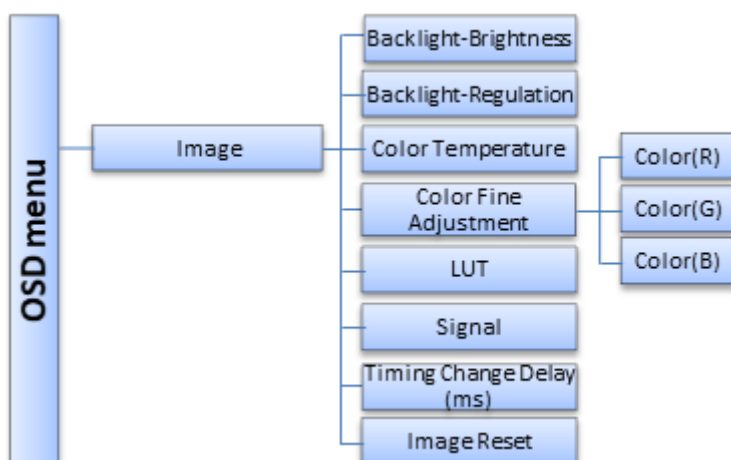 OSD menu
Image
Backlight-Brightness
Backlight-Regulation
Color Temperature
Color Fine
Adjustment
LUT
Signal
Timing Change Delay
(ms)
Image Reset
Color(R)
Color(G)
Color(B)